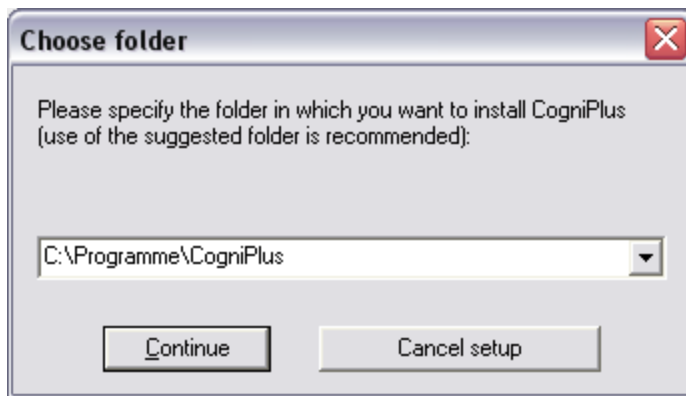 Choose folder
Please specify the folder in which you want to install CogniPlus
(use of the suggested folder is recommended):
C:\Programme\CogniPlus
Continue
Cancel setup